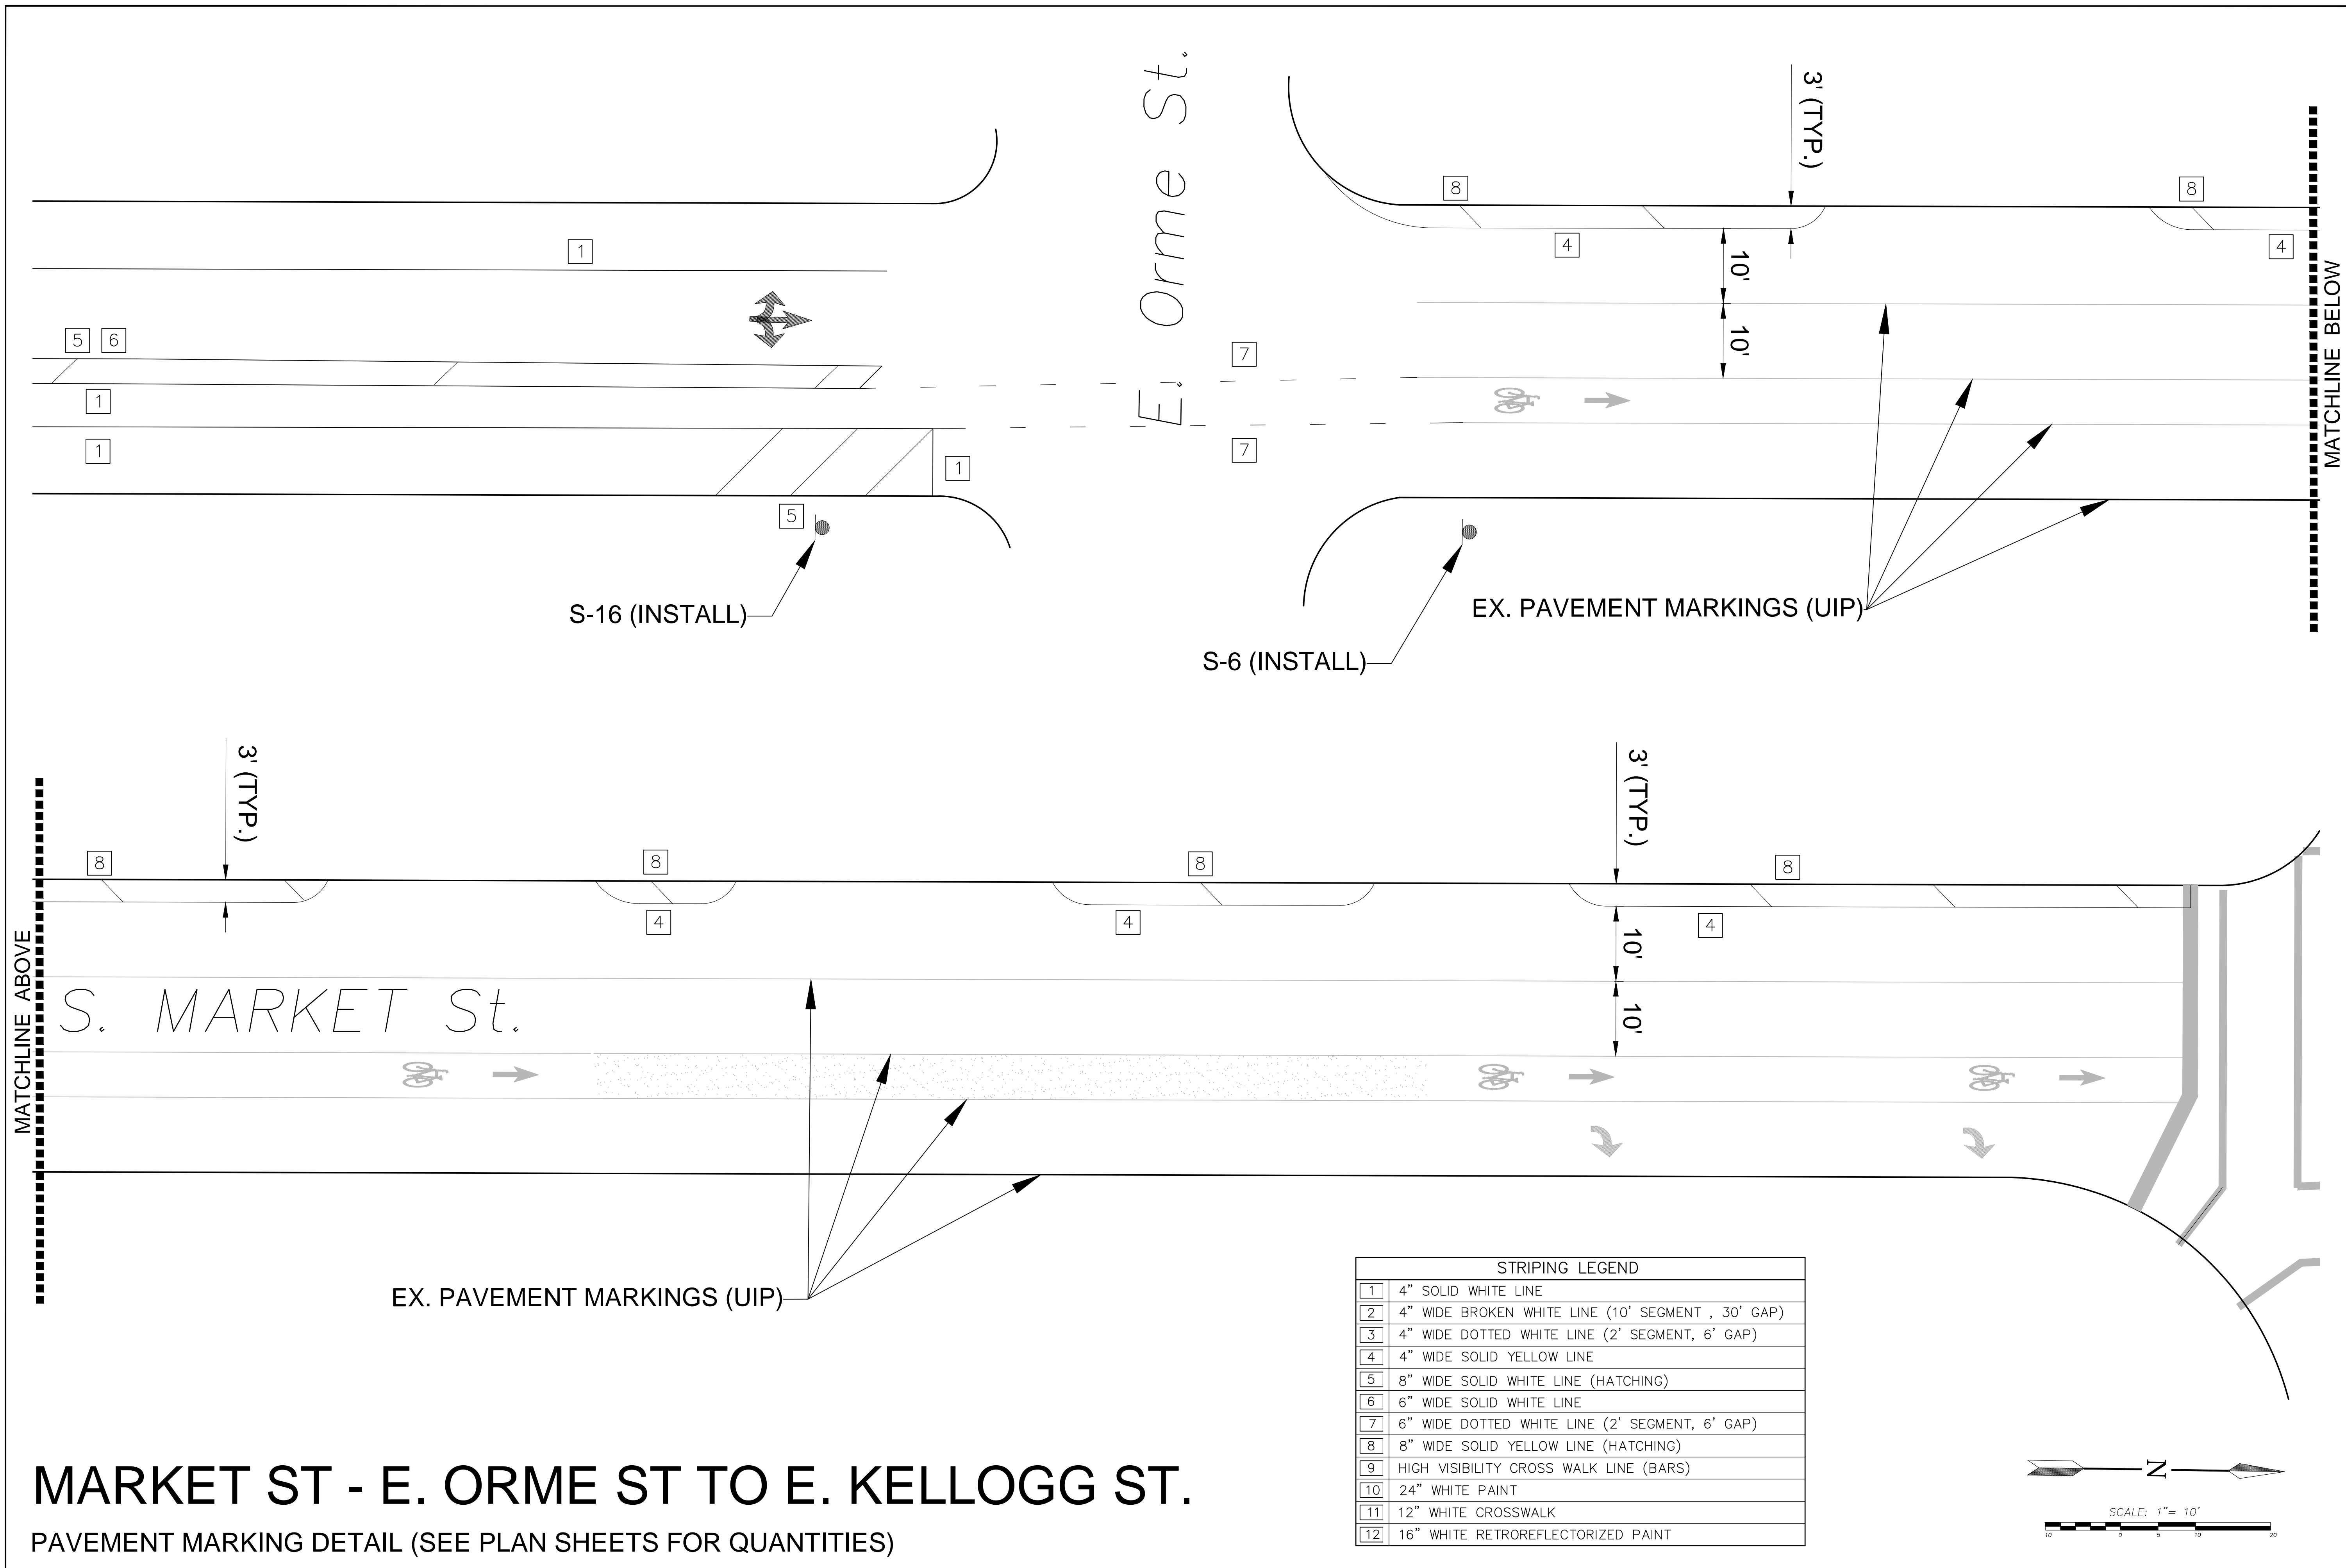 E. Orme St.
3' (TYP.)
8
8
1
4
4
10'
10'
5 6
7
1
1
7
1
5
MATCHLINE BELOW
S-16 (INSTALL)
EX. PAVEMENT MARKINGS (UIP)
S-6 (INSTALL)
3' (TYP.)
3' (TYP.)
8
8
8
8
4
4
4
10'
10'
MATCHLINE ABOVE
S. MARKET St.
EX. PAVEMENT MARKINGS (UIP)
STRIPING LEGEND
1 4" SOLID WHITE LINE
2 4" WIDE BROKEN WHITE LINE (10' SEGMENT , 30' GAP)
3 4" WIDE DOTTED WHITE LINE (2' SEGMENT, 6' GAP)
4 4" WIDE SOLID YELLOW LINE
5 8" WIDE SOLID WHITE LINE (HATCHING)
6 6" WIDE SOLID WHITE LINE
7 6" WIDE DOTTED WHITE LINE (2' SEGMENT, 6' GAP)
8 8" WIDE SOLID YELLOW LINE (HATCHING)
9 HIGH VISIBILITY CROSS WALK LINE (BARS)
10 24" WHITE PAINT
11 12" WHITE CROSSWALK
12 16" WHITE RETROREFLECTORIZED PAINT
MARKET ST - E. ORME ST TO E. KELLOGG ST.
PAVEMENT MARKING DETAIL (SEE PLAN SHEETS FOR QUANTITIES)
N
SCALE: 1"= 10'
10 0 5 10 20